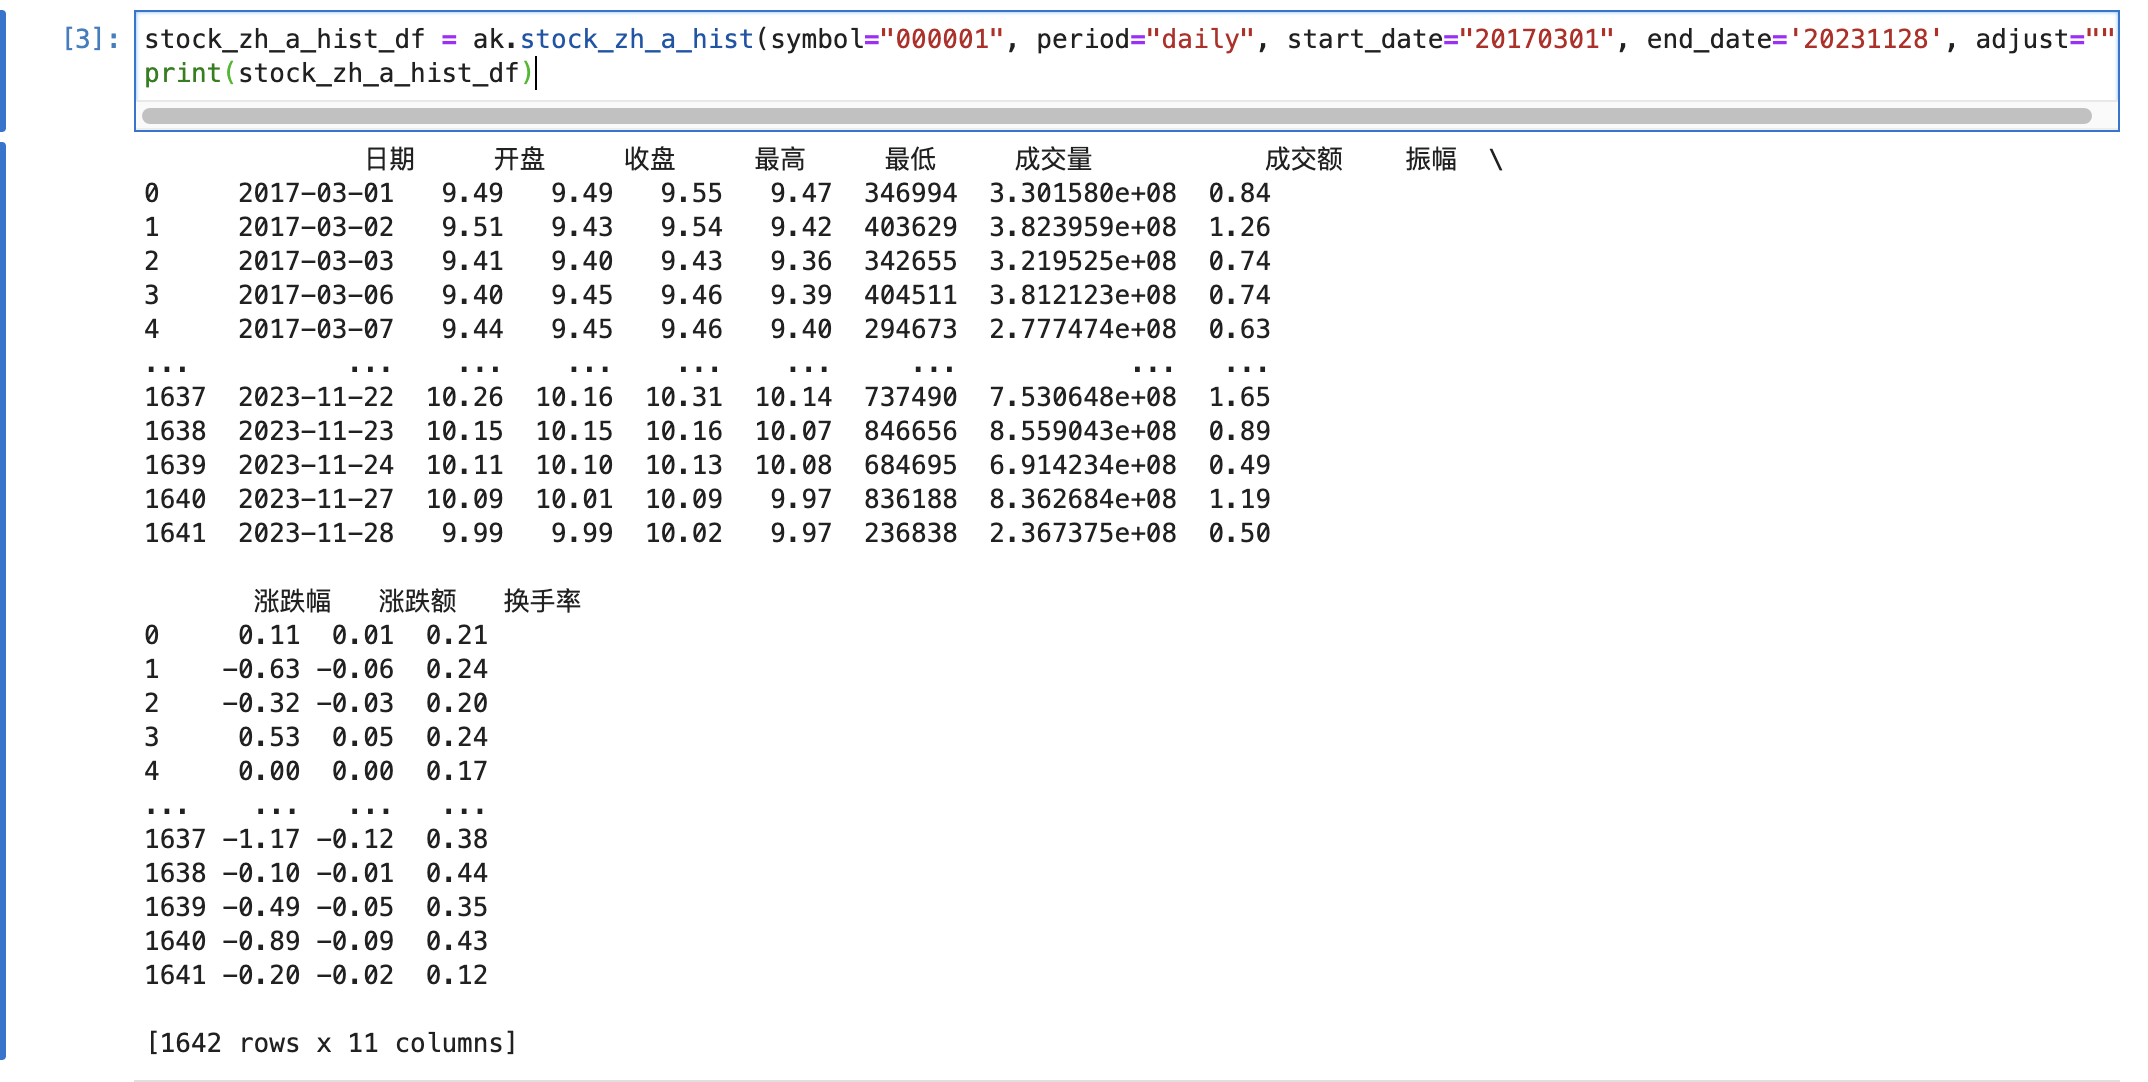 [3]: stock_zh_a_hist_df = ak.stock_zh_a_hist(symbol="000001", period="daily", start_date="20170301", end_date='20231128', adjust=""
print(stock_zh_a_hist_df)
日期 开盘 收盘 最高 最低 成交量 成交额 振幅 \
0 2017-03-01 9.49 9.49 9.55 9.47 346994 3.301580e+08 0.84
1 2017-03-02 9.51 9.43 9.54 9.42 403629 3.823959e+08 1.26
2 2017-03-03 9.41 9.40 9.43 9.36 342655 3.219525e+08 0.74
3 2017-03-06 9.40 9.45 9.46 9.39 404511 3.812123e+08 0.74
4 2017-03-07 9.44 9.45 9.46 9.40 294673 2.777474e+08 0.63
... ... ... ... ... ... ... ... ...
1637 2023-11-22 10.26 10.16 10.31 10.14 737490 7.530648e+08 1.65
1638 2023-11-23 10.15 10.15 10.16 10.07 846656 8.559043e+08 0.89
1639 2023-11-24 10.11 10.10 10.13 10.08 684695 6.914234e+08 0.49
1640 2023-11-27 10.09 10.01 10.09 9.97 836188 8.362684e+08 1.19
1641 2023-11-28 9.99 9.99 10.02 9.97 236838 2.367375e+08 0.50
涨跌幅 涨跌额 换手率
0 0.11 0.01 0.21
1 -0.63 -0.06 0.24
2 -0.32 -0.03 0.20
3 0.53 0.05 0.24
4 0.00 0.00 0.17
... ... ... ...
1637 -1.17 -0.12 0.38
1638 -0.10 -0.01 0.44
1639 -0.49 -0.05 0.35
1640 -0.89 -0.09 0.43
1641 -0.20 -0.02 0.12
[1642 rows x 11 columns]